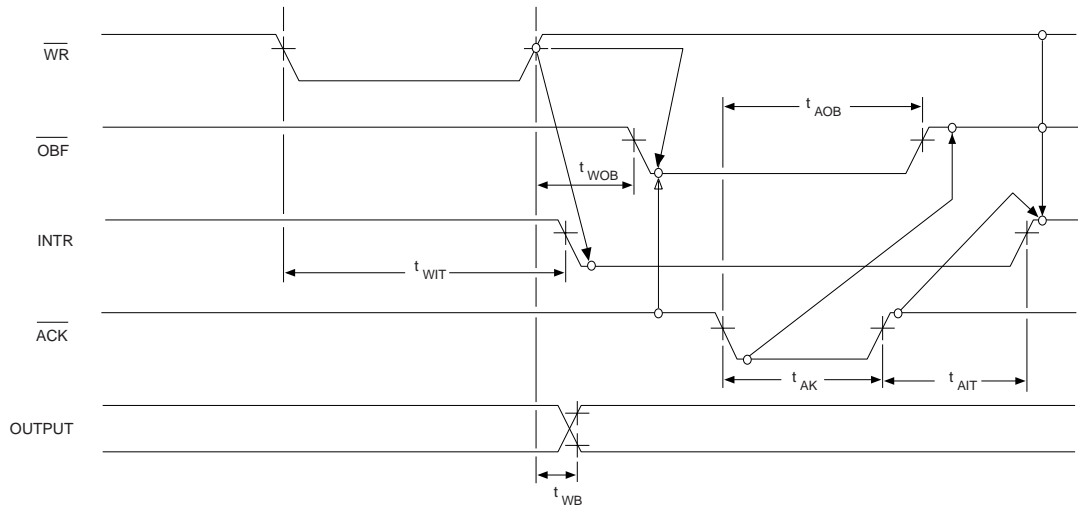 WR
t AOB
OBF
t WOB
INTR
t WIT
ACK
t AK
t AIT
OUTPUT
t WB